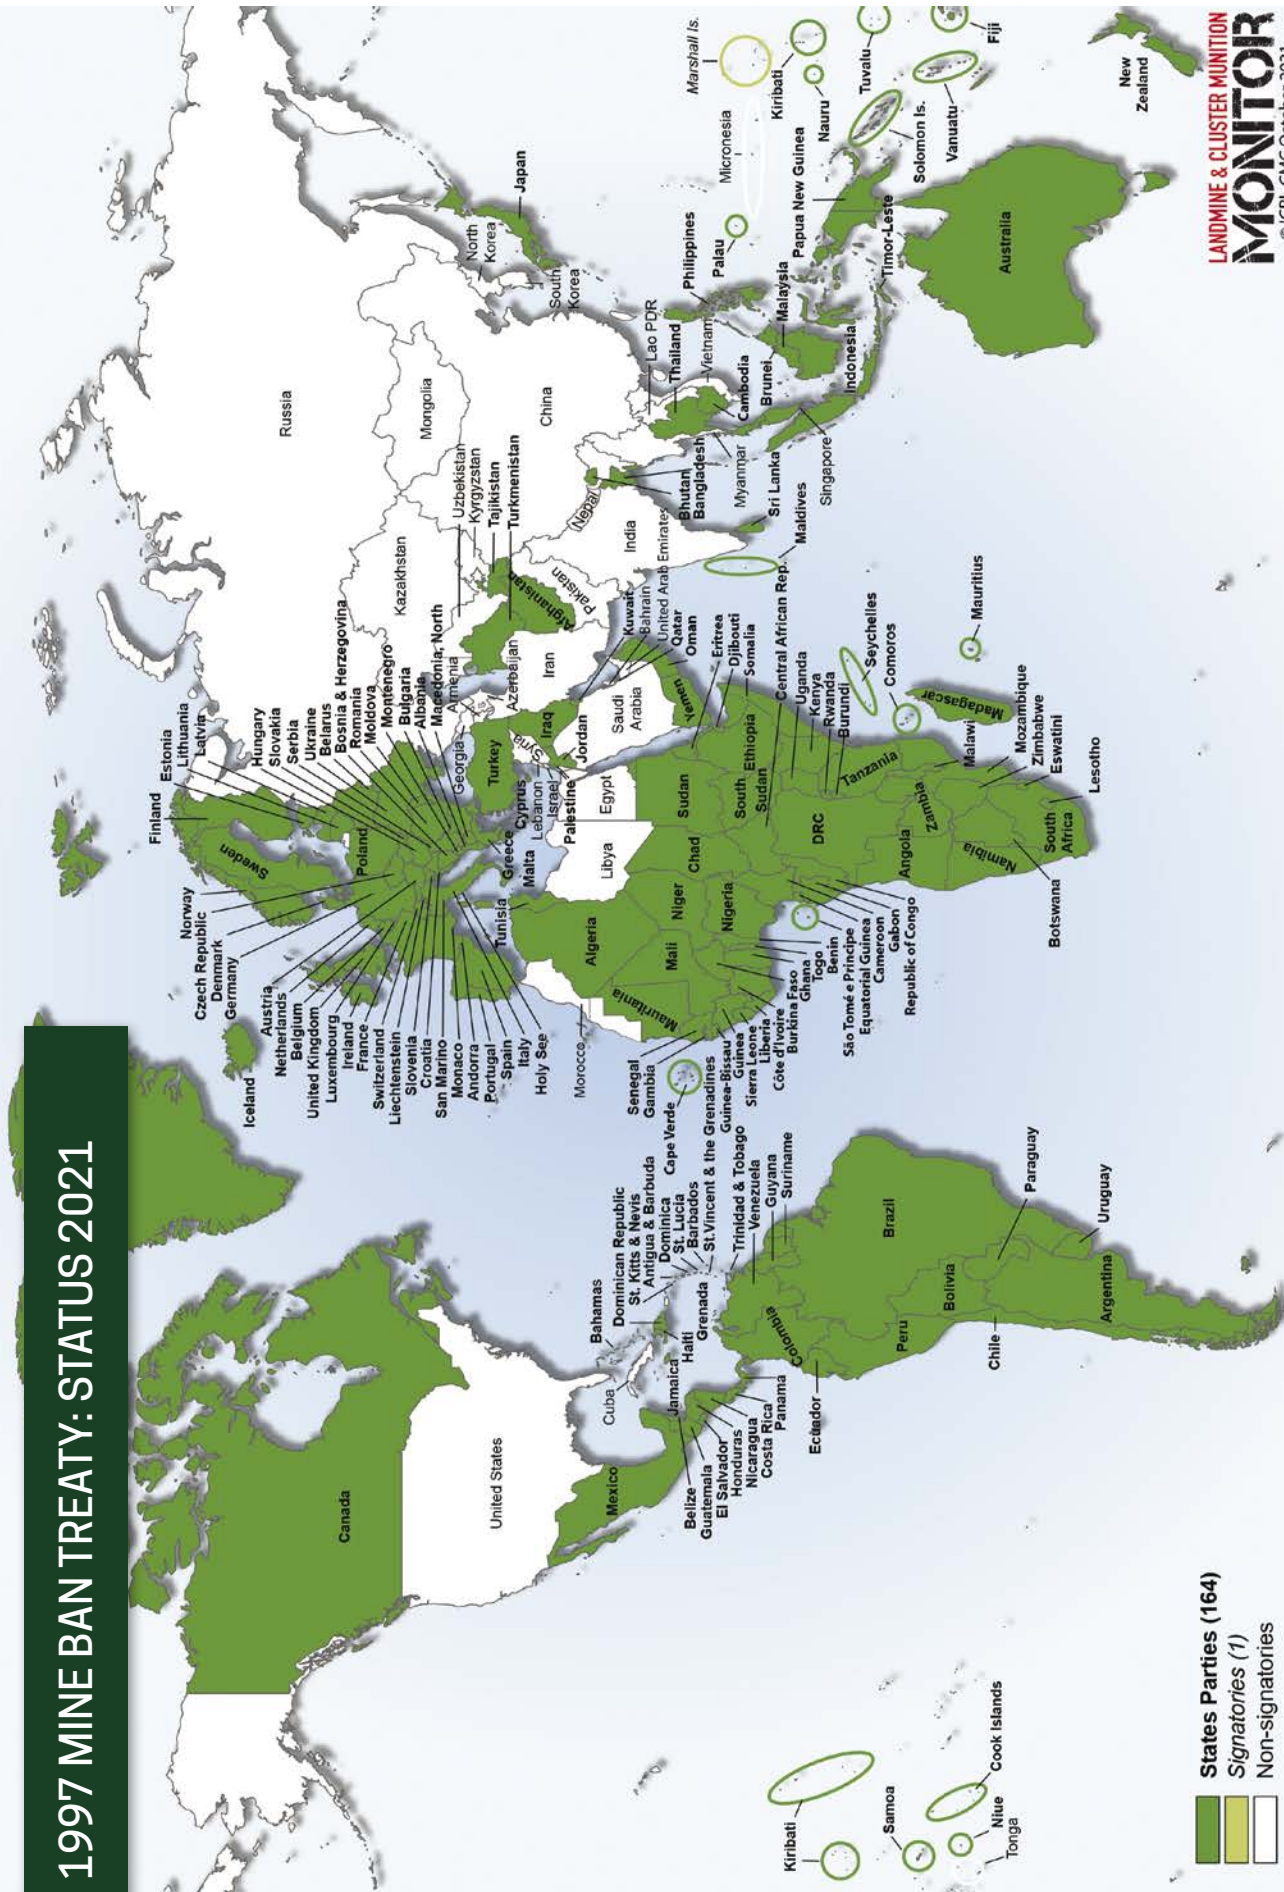 1997 MINE BAN TREATY: STATUS 2021
Canada
United States
Mexico
Cuba
Bahamas
Dominican Republic
St. Kitts & Nevis
Antigua & Barbuda
Dominica
St. Lucia
Barbados
St.Vincent & the Grenadines
Trinidad & Tobago
Venezuela
Guyana
Suriname
Jamaica
Haiti
Grenada
Belize
Guatemala
El Salvador
Honduras
Nicaragua
Costa Rica
Panama
Colombia
Ecuador
Peru
Brazil
Bolivia
Chile
Paraguay
Uruguay
Argentina
Iceland
Norway
Czech Republic
Denmark
Germany
Austria
Netherlands
Belgium
United Kingdom
Luxembourg
Ireland
France
Switzerland
Liechtenstein
Slovenia
Croatia
San Marino
Monaco
Andorra
Portugal
Spain
Italy
Holy See
Finland
Sweden
Estonia
Lithuania
Latvia
Poland
Hungary
Slovakia
Serbia
Ukraine
Belarus
Bosnia & Herzegovina
Romania
Moldova
Montenegro
Bulgaria
Albania
Macedonia, North
Armenia
Georgia
Azerbaijan
Turkey
Greece
Malta
Cyprus
Lebanon
Israel
Palestine
Syria
Iraq
Jordan
Iran
Saudi
Arabia
Kuwait
Bahrain
United Arab Emirates
Qatar
Oman
Yemen
Russia
Kazakhstan
Mongolia
China
Uzbekistan
Kyrgyzstan
Tajikistan
Turkmenistan
Afghanistan
Pakistan
India
Nepal
Bhutan
Bangladesh
Myanmar
Sri Lanka
Maldives
North
Korea
South
Korea
Japan
Lao PDR
Thailand
Vietnam
Cambodia
Philippines
Palau
Brunei
Malaysia
Indonesia
Singapore
Timor-Leste
Papua New Guinea
Micronesia
Marshall Is.
Kiribati
Nauru
Tuvalu
Solomon Is.
Vanuatu
Fiji
Australia
New
Zealand
Morocco
Tunisia
Algeria
Libya
Egypt
Mauritania
Mali
Niger
Chad
Sudan
Eritrea
Djibouti
Somalia
Ethiopia
South
Sudan
Central African Rep.
Uganda
Kenya
Rwanda
Burundi
Senegal
Gambia
Cape Verde
Guinea-Bissau
Guinea
Sierra Leone
Liberia
Côte d'Ivoire
Burkina Faso
Ghana
Togo
Benin
Nigeria
São Tomé e Príncipe
Equatorial Guinea
Cameroon
Gabon
Republic of Congo
DRC
Tanzania
Angola
Zambia
Malawi
Mozambique
Zimbabwe
Eswatini
Lesotho
Namibia
South
Africa
Botswana
Madagascar
Seychelles
Comoros
Mauritius
Kiribati
Samoa
Cook Islands
Niue
Tonga
States Parties (164)
Signatories (1)
Non-signatories
LANDMINE & CLUSTER MUNITION
MONITOR
© ICBL-CMC October 2021